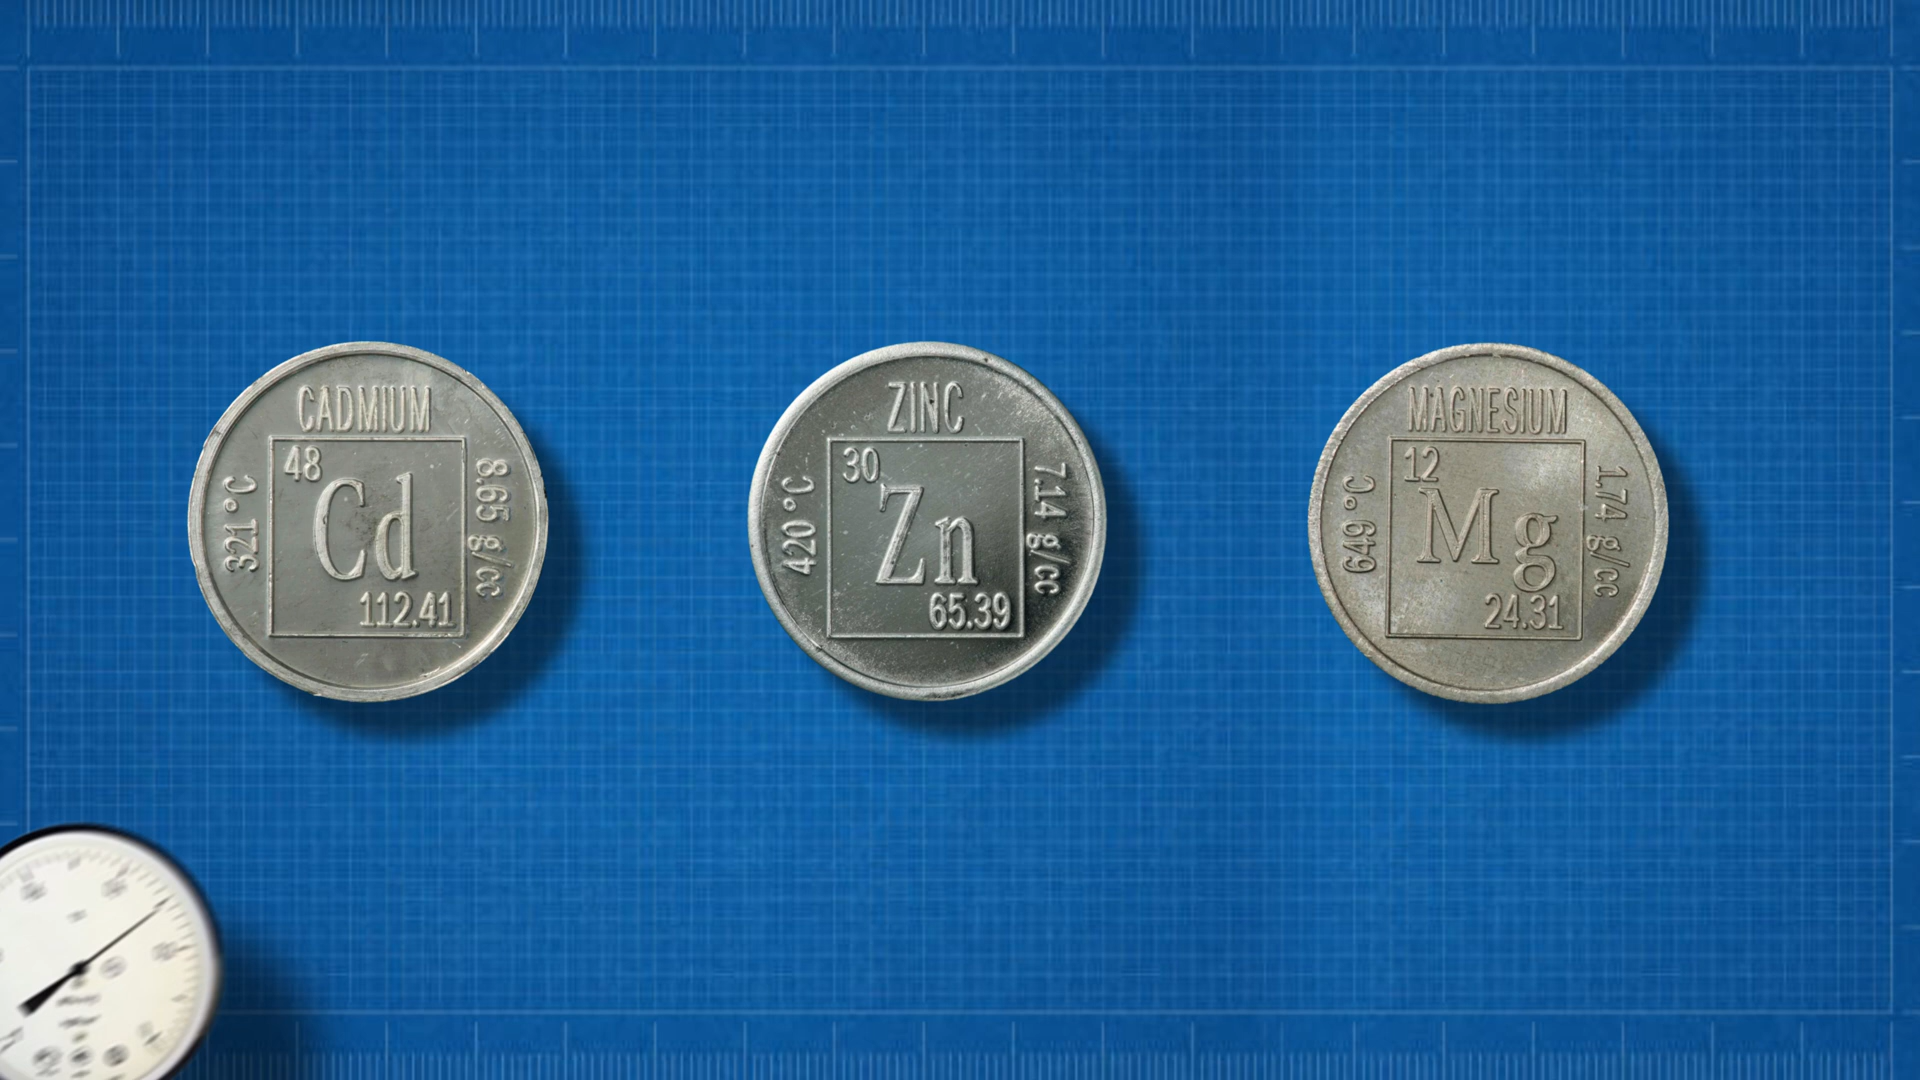 CADMIUM
48
Cd
112.41
321 °C
8.65 g/cc
ZINC
30
Zn
65.39
420 °C
7.14 g/cc
MAGNESIUM
12
Mg
24.31
649 °C
1.74 g/cc